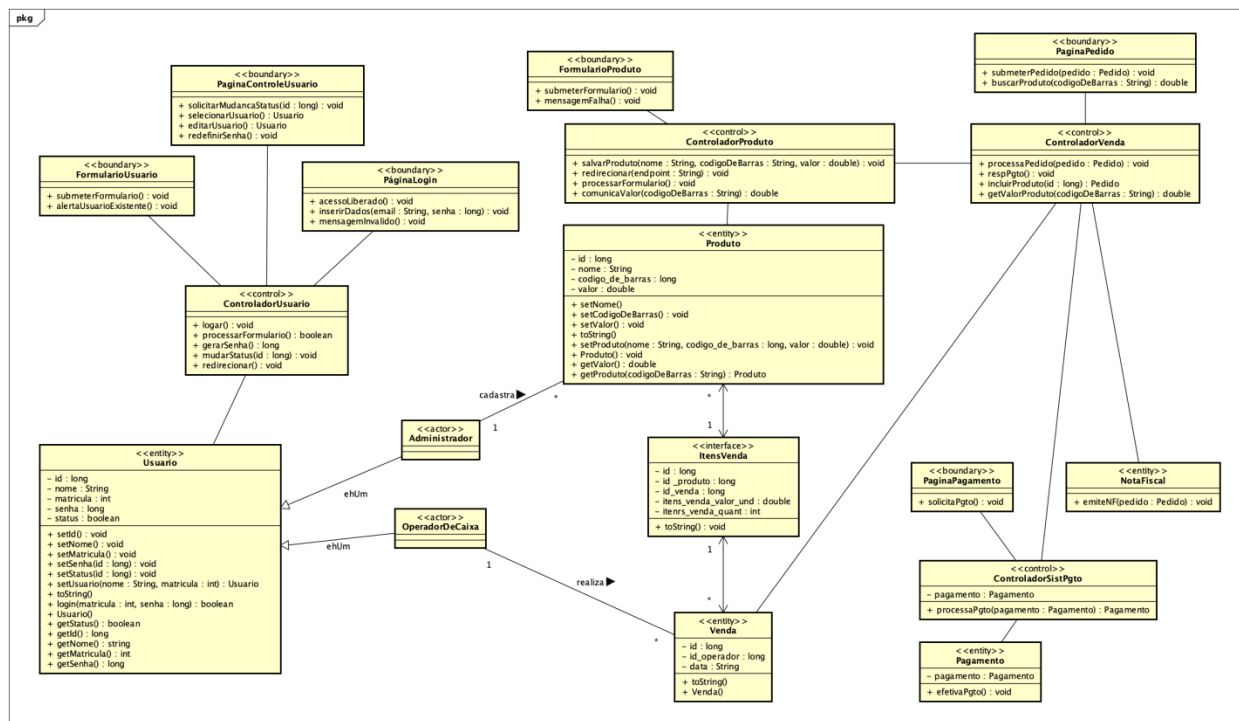 pkg
<<boundary>>
PaginaControleUsuario
+ solicitarMudancaStatus(id : long) : void
+ selecionarUsuario() : Usuario
+ editarUsuario() : Usuario
+ redefinirSenha() : void
<<boundary>>
FormularioUsuario
+ submeterFormulario() : void
+ alertaUsuarioExistente() : void
<<boundary>>
PáginaLogin
+ acessoLiberado() : void
+ inserirDados(email : String, senha : long) : void
+ mensagemInvalido() : void
<<control>>
ControladorUsuario
+ logar() : void
+ processarFormulario() : boolean
+ gerarSenha() : long
+ mudarStatus(id : long) : void
+ redirecionar() : void
<<entity>>
Usuario
- id : long
- nome : String
- matricula : int
- senha : long
- status : boolean
+ setId() : void
+ setNome() : void
+ setMatricula() : void
+ setSenha(id : long) : void
+ setStatus(id : long) : void
+ setUsuario(nome : String, matricula : int) : Usuario
+ toString()
+ login(matricula : int, senha : long) : boolean
+ Usuario()
+ getStatus() : boolean
+ getId() : long
+ getNome() : string
+ getMatricula() : int
+ getSenha() : long
<<actor>>
Administrador
ehUm
cadastra
1
*
<<actor>>
OperadorDeCaixa
ehUm
1
realiza
*
<<boundary>>
FormularioProduto
+ submeterFormulario() : void
+ mensagemFalha() : void
<<control>>
ControladorProduto
+ salvarProduto(nome : String, codigoDeBarras : String, valor : double) : void
+ redirecionar(endpoint : String) : void
+ processarFormulario() : void
+ comunicaValor(codigoDeBarras : String) : double
<<entity>>
Produto
- id : long
- nome : String
- codigo_de_barras : long
- valor : double
+ setNome()
+ setCodigoDeBarras() : void
+ setValor() : void
+ toString()
+ setProduto(nome : String, codigo_de_barras : long, valor : double) : void
+ Produto() : void
+ getValor() : double
+ getProduto(codigoDeBarras : String) : Produto
*
1
<<interface>>
ItensVenda
- id : long
- id _produto : long
- id_venda : long
- itens_venda_valor_und : double
- itenrs_venda_quant : int
+ toString() : void
1
*
<<entity>>
Venda
- id : long
- id_operador : long
- data : String
+ toString()
+ Venda()
<<boundary>>
PaginaPedido
+ submeterPedido(pedido : Pedido) : void
+ buscarProduto(codigoDeBarras : String) : double
<<control>>
ControladorVenda
+ processaPedido(pedido : Pedido) : void
+ respPgto() : void
+ incluirProduto(id : long) : Pedido
+ getValorProduto(codigoDeBarras : String) : double
<<boundary>>
PaginaPagamento
+ solicitaPgto() : void
<<entity>>
NotaFiscal
+ emiteNF(pedido : Pedido) : void
<<control>>
ControladorSistPgto
- pagamento : Pagamento
+ processaPgto(pagamento : Pagamento) : Pagamento
<<entity>>
Pagamento
- pagamento : Pagamento
+ efetivaPgto() : void